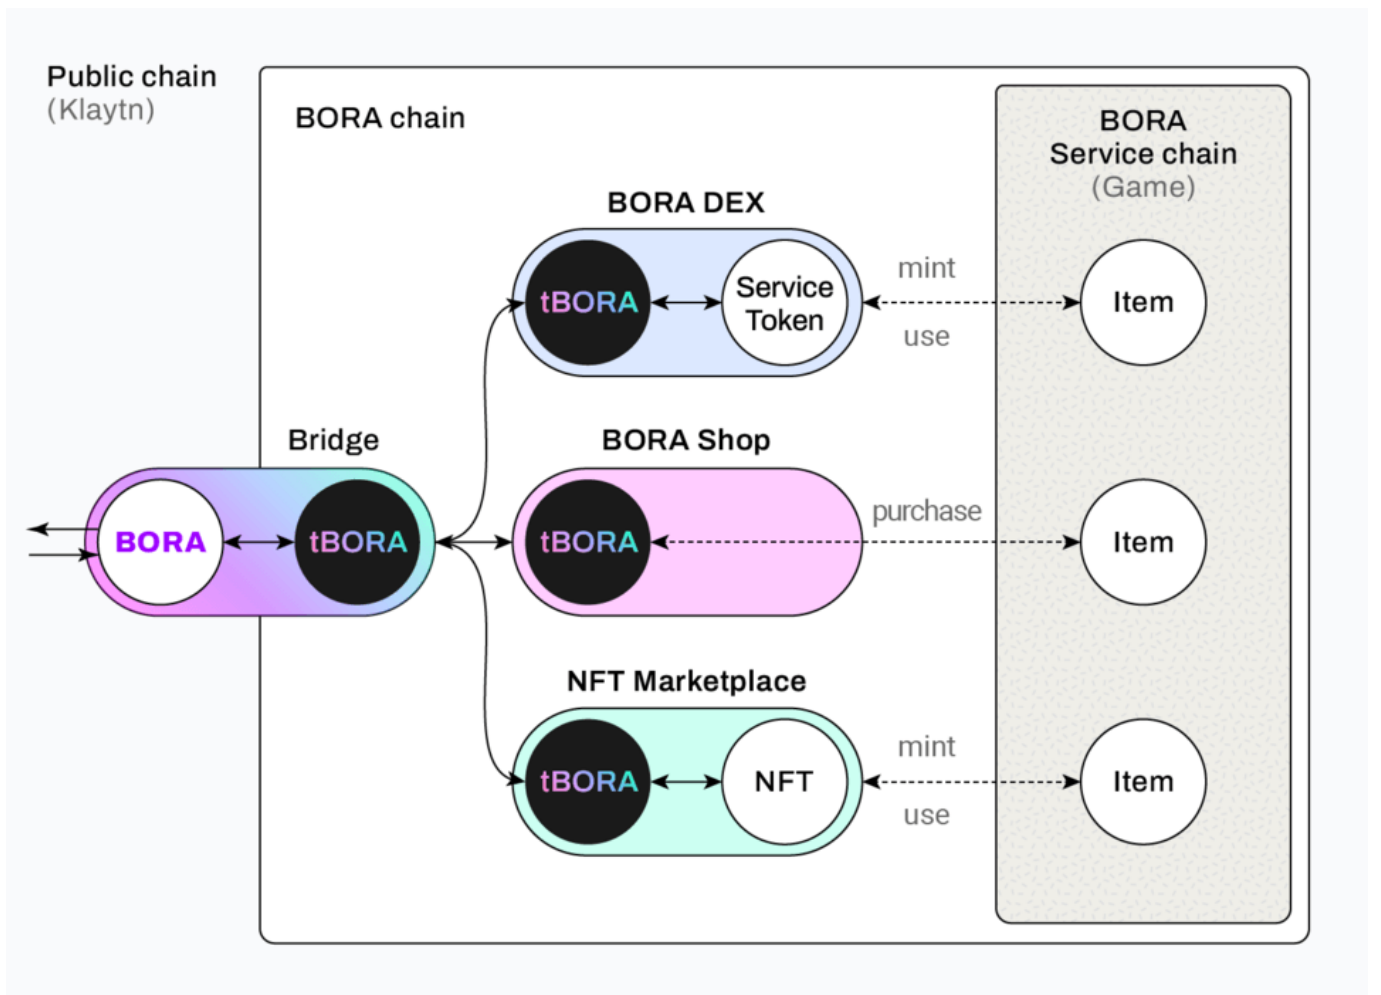 Public chain
(Klaytn)
BORA chain
BORA
Service chain
(Game)
BORA DEX
tBORA
Service
Token
mint
use
Item
Bridge
BORA
tBORA
BORA Shop
tBORA
purchase
Item
NFT Marketplace
tBORA
NFT
mint
use
Item